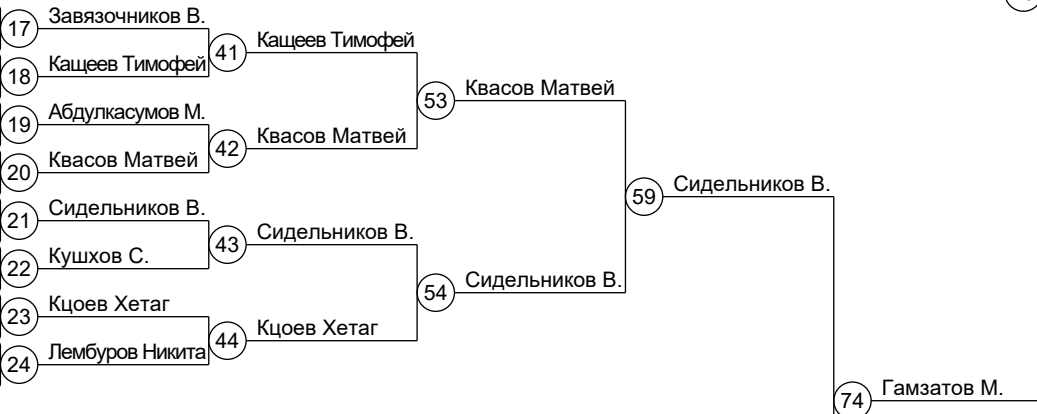 17 Завязочников В.
18 Кащеев Тимофей
19 Абдулкасумов М.
20 Квасов Матвей
21 Сидельников В.
22 Кушхов С.
23 Кцоев Хетаг
24 Лембуров Никита
41 Кащеев Тимофей
42 Квасов Матвей
43 Сидельников В.
44 Кцоев Хетаг
53 Квасов Матвей
54 Сидельников В.
59 Сидельников В.
74 Гамзатов М.